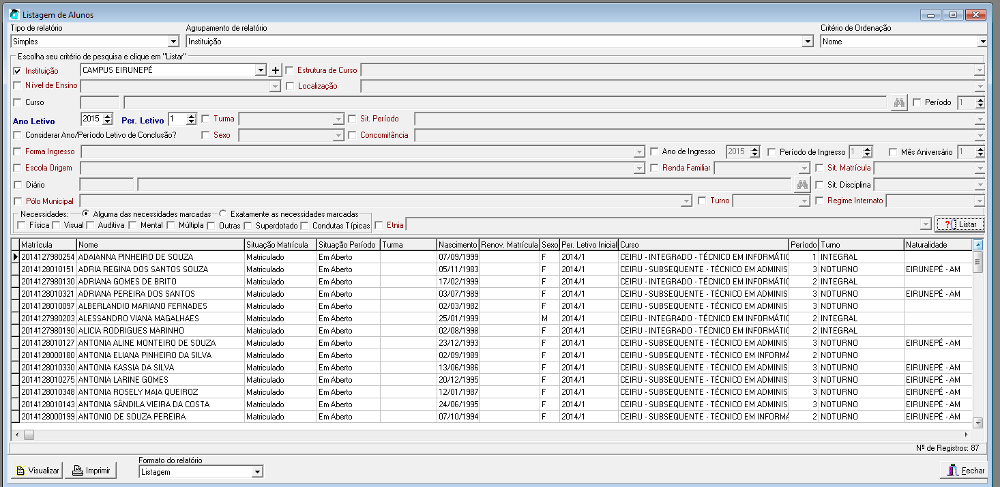 Listagem de Alunos
Tipo de relatório Agrupamento de relatório Critério de Ordenação
Simples Instituição Nome
Escolha seu critério de pesquisa e clique em "Listar"
Instituição CAMPUS EIRUNEPÉ + Estrutura de Curso
Nível de Ensino Localização
Curso Período 1
Ano Letivo 2015 Per. Letivo 1 Turma Sit. Período
Considerar Ano/Período Letivo de Conclusão? Sexo Concomitância
Forma Ingresso Ano de Ingresso 2015 Período de Ingresso 1 Mês Aniversário 1
Escola Origem Renda Familiar Sit. Matrícula
Diário Sit. Disciplina
Pólo Municipal Turno Regime Internato
Necessidades: Alguma das necessidades marcadas Exatamente as necessidades marcadas
Física Visual Auditiva Mental Múltipla Outras Superdotado Condutas Típicas Etnia ?{} Listar
Matrícula Nome Situação Matrícula Situação Período Turma Nascimento Renov. Matrícula Sexo Per. Letivo Inicial Curso Período Turno Naturalidade
2014127980254 ADAIANNA PINHEIRO DE SOUZA Matriculado Em Aberto 07/09/1999 F 2014/1 CEIRU - INTEGRADO - TÉCNICO EM INFORMÁTIC 1 INTEGRAL
2014128010151 ADRIA REGINA DOS SANTOS SOUZA Matriculado Em Aberto 05/11/1983 F 2014/1 CEIRU - SUBSEQUENTE - TÉCNICO EM ADMINIS 3 NOTURNO EIRUNEPÉ - AM
2014127980130 ADRIANA GOMES DE BRITO Matriculado Em Aberto 17/02/1999 F 2014/1 CEIRU - INTEGRADO - TÉCNICO EM INFORMÁTIC 2 INTEGRAL
2014128010321 ADRIANA PEREIRA DOS SANTOS Matriculado Em Aberto 03/07/1989 F 2014/1 CEIRU - SUBSEQUENTE - TÉCNICO EM ADMINIS 3 NOTURNO EIRUNEPÉ - AM
2014128010097 ALBERLANDIO MARIANO FERNADES Matriculado Em Aberto 02/03/1982 F 2014/1 CEIRU - SUBSEQUENTE - TÉCNICO EM ADMINIS 3 NOTURNO
2014127980203 ALESSANDRO VIANA MAGALHAES Matriculado Em Aberto 25/01/1999 M 2014/1 CEIRU - INTEGRADO - TÉCNICO EM INFORMÁTIC 2 INTEGRAL
2014127980190 ALICIA RODRIGUES MARINHO Matriculado Em Aberto 02/08/1998 F 2014/1 CEIRU - INTEGRADO - TÉCNICO EM INFORMÁTIC 2 INTEGRAL
2014128010127 ANTONIA ALINE MONTEIRO DE SOUZA Matriculado Em Aberto 23/12/1993 F 2014/1 CEIRU - SUBSEQUENTE - TÉCNICO EM ADMINIS 3 NOTURNO EIRUNEPÉ - AM
2014128000180 ANTONIA ELIANA PINHEIRO DA SILVA Matriculado Em Aberto 02/09/1989 F 2014/1 CEIRU - SUBSEQUENTE - TÉCNICO EM INFORMÁ 2 NOTURNO
2014128010330 ANTONIA KASSIA DA SILVA Matriculado Em Aberto 13/06/1986 F 2014/1 CEIRU - SUBSEQUENTE - TÉCNICO EM ADMINIS 3 NOTURNO EIRUNEPÉ - AM
2014128010275 ANTONIA LARINE GOMES Matriculado Em Aberto 20/12/1995 F 2014/1 CEIRU - SUBSEQUENTE - TÉCNICO EM ADMINIS 3 NOTURNO EIRUNEPÉ - AM
2014128010348 ANTONIA ROSELY MAIA QUEIROZ Matriculado Em Aberto 12/01/1987 F 2014/1 CEIRU - SUBSEQUENTE - TÉCNICO EM ADMINIS 3 NOTURNO EIRUNEPÉ - AM
2014128010143 ANTONIA SÂNDILA VIEIRA DA COSTA Matriculado Em Aberto 24/06/1995 F 2014/1 CEIRU - SUBSEQUENTE - TÉCNICO EM ADMINIS 3 NOTURNO EIRUNEPÉ - AM
2014128000199 ANTONIO DE SOUZA PEREIRA Matriculado Em Aberto 07/10/1994 F 2014/1 CEIRU - SUBSEQUENTE - TÉCNICO EM INFORMÁ 2 NOTURNO EIRUNEPÉ - AM
Nº de Registros: 87
Visualizar Imprimir Formato do relatório
Listagem Fechar